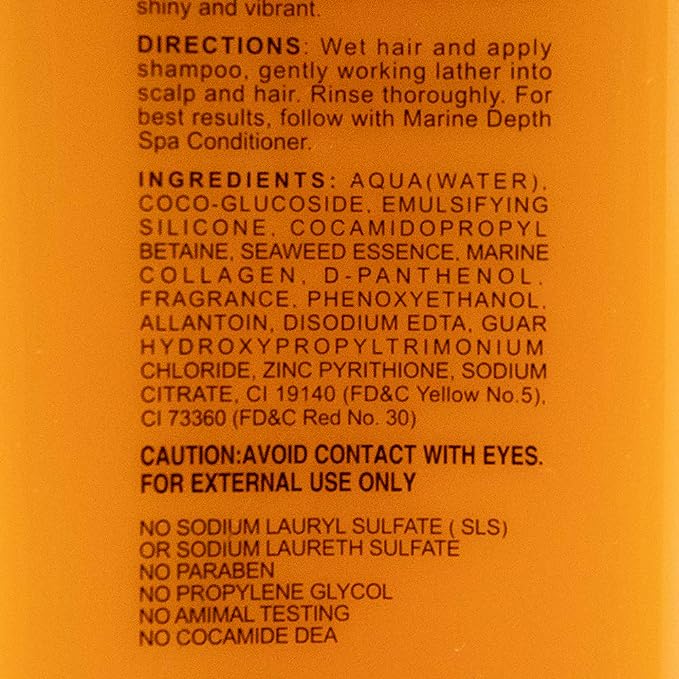 shiny and vibrant.
DIRECTIONS: Wet hair and apply
shampoo, gently working lather into
scalp and hair. Rinse thoroughly. For
best results, follow with Marine Depth
Spa Conditioner.
INGREDIENTS: AQUA(WATER),
COCO-GLUCOSIDE, EMULSIFYING
SILICONE, COCAMIDOPROPYL
BETAINE, SEAWEED ESSENCE, MARINE
COLLAGEN, D-PANTHENOL,
FRAGRANCE, PHENOXYETHANOL,
ALLANTOIN, DISODIUM EDTA, GUAR
HYDROXYPROPYLTRIMONIUM
CHLORIDE, ZINC PYRITHIONE, SODIUM
CITRATE, CI 19140 (FD&C Yellow No.5),
CI 73360 (FD&C Red No. 30)
CAUTION:AVOID CONTACT WITH EYES.
FOR EXTERNAL USE ONLY
NO SODIUM LAURYL SULFATE ( SLS)
OR SODIUM LAURETH SULFATE
NO PARABEN
NO PROPYLENE GLYCOL
NO AMIMAL TESTING
NO COCAMIDE DEA